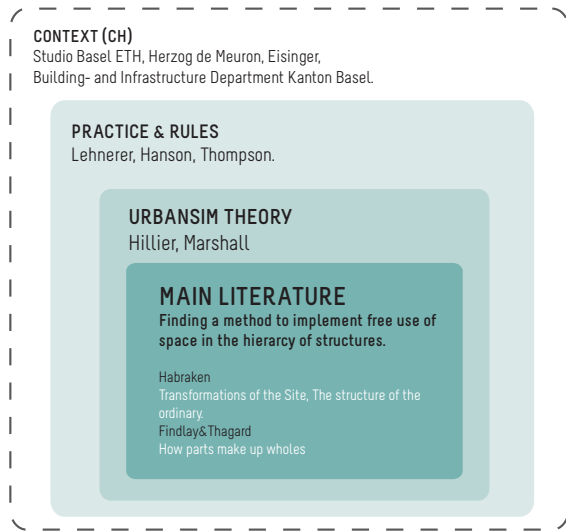 CONTEXT (CH)
Studio Basel ETH, Herzog de Meuron, Eisinger,
Building- and Infrastructure Department Kanton Basel.
PRACTICE & RULES
Lehnerer, Hanson, Thompson.
URBANSIM THEORY
Hillier, Marshall
MAIN LITERATURE
Finding a method to implement free use of
space in the hierarcy of structures.
Habraken
Transformations of the Site, The structure of the
ordinary.
Findlay&Thagard
How parts make up wholes